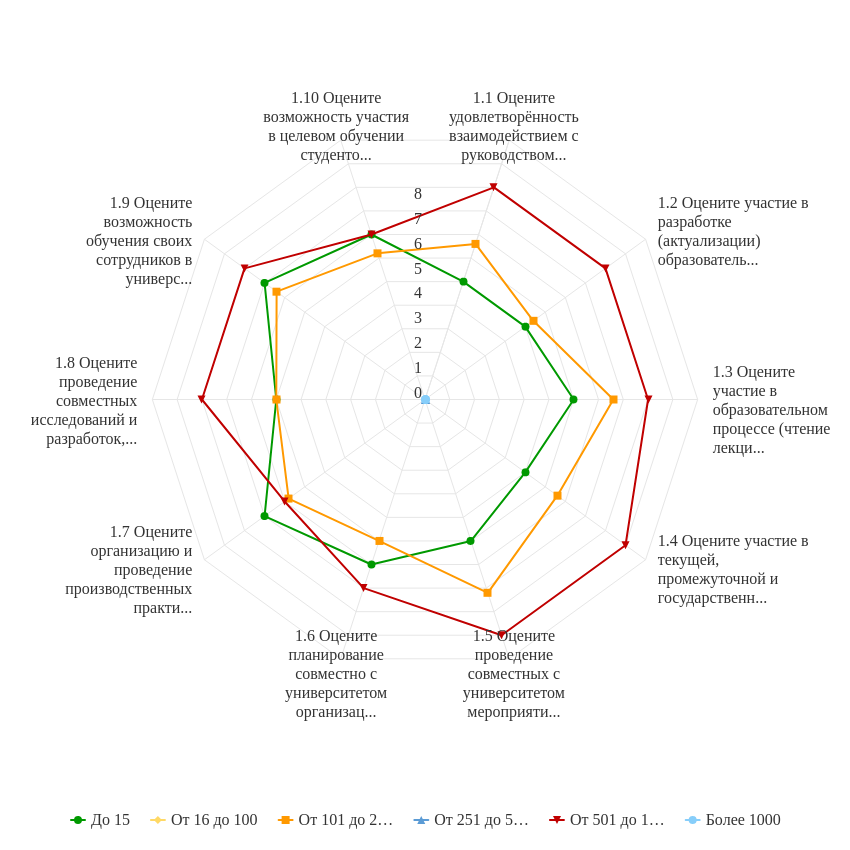 1.10 Оцените
возможность участия
в целевом обучении
студенто...
1.1 Оцените
удовлетворённость
взаимодействием с
руководством...
1.2 Оцените участие в
разработке
(актуализации)
образователь...
1.3 Оцените
участие в
образовательном
процессе (чтение
лекци...
1.4 Оцените участие в
текущей,
промежуточной и
государственн...
1.5 Оцените
проведение
совместных с
университетом
мероприяти...
1.6 Оцените
планирование
совместно с
университетом
организац...
1.7 Оцените
организацию и
проведение
производственных
практи...
1.8 Оцените
проведение
совместных
исследований и
разработок,...
1.9 Оцените
возможность
обучения своих
сотрудников в
универс...
8
7
6
5
4
3
2
1
0
До 15
От 16 до 100
От 101 до 2…
От 251 до 5…
От 501 до 1…
Более 1000